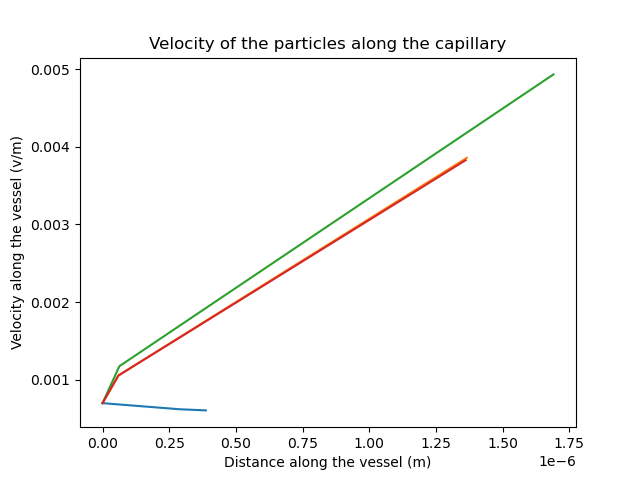 Velocity of the particles along the capillary
0.005
0.004
0.003
0.002
0.001
Velocity along the vessel (v/m)
0.00 0.25 0.50 0.75 1.00 1.25 1.50 1.75
1e−6
Distance along the vessel (m)